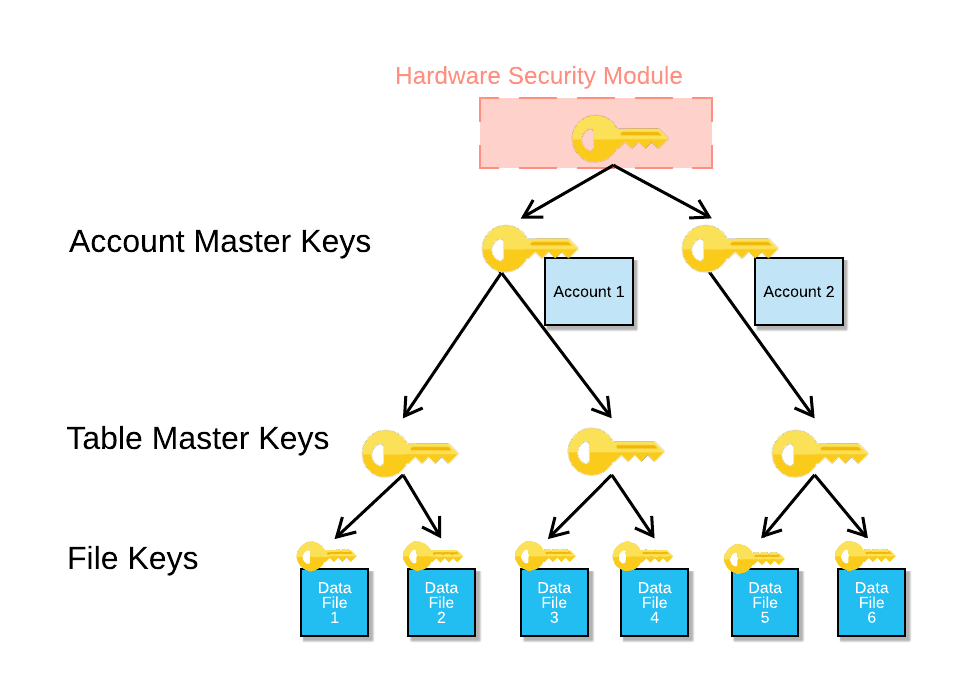 Hardware Security Module
Account Master Keys
Account 1
Account 2
Table Master Keys
File Keys
Data
File
1
Data
File
2
Data
File
3
Data
File
4
Data
File
5
Data
File
6